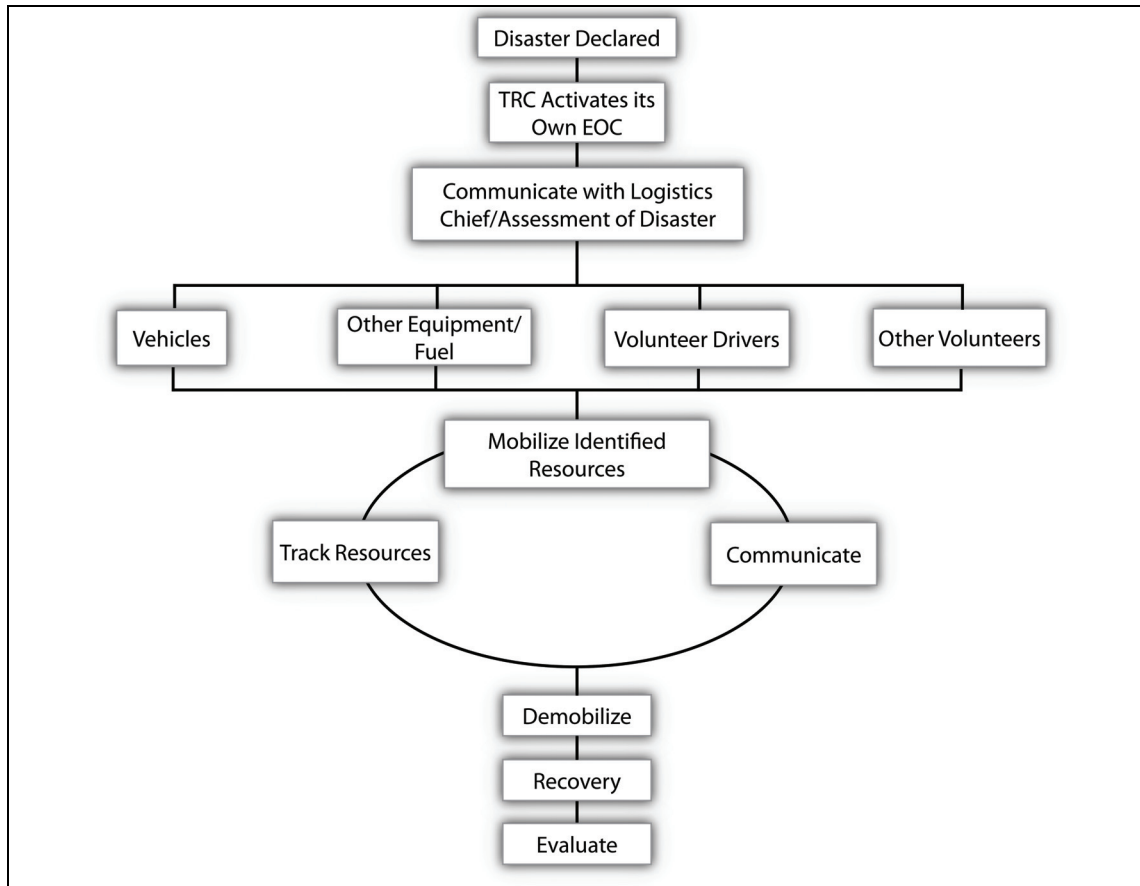 Disaster Declared
TRC Activates its
Own EOC
Communicate with Logistics
Chief/Assessment of Disaster
Vehicles
Other Equipment/
Fuel
Volunteer Drivers
Other Volunteers
Mobilize Identified
Resources
Track Resources
Communicate
Demobilize
Recovery
Evaluate